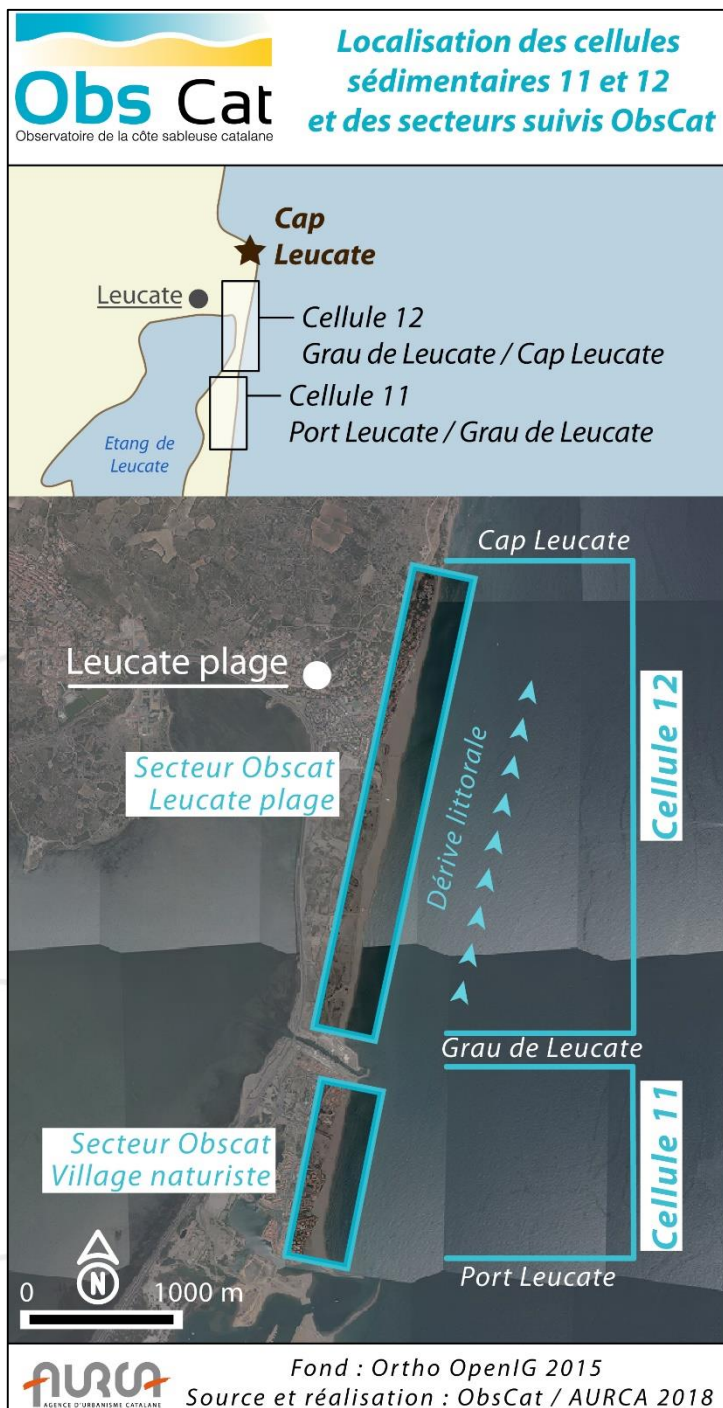 Obs Cat
Observatoire de la côte sableuse catalane
Localisation des cellules
sédimentaires 11 et 12
et des secteurs suivis ObsCat
Cap
Leucate
Leucate
Cellule 12
Grau de Leucate / Cap Leucate
Cellule 11
Port Leucate / Grau de Leucate
Etang de
Leucate
Cap Leucate
Leucate plage
Secteur Obscat
Leucate plage
Dérive littorale
Cellule 12
Grau de Leucate
Secteur Obscat
Village naturiste
Cellule 11
Port Leucate
N
0 1000 m
AURCA
AGENCE D'URBANISME CATALANE
Fond : Ortho OpenIG 2015
Source et réalisation : ObsCat / AURCA 2018